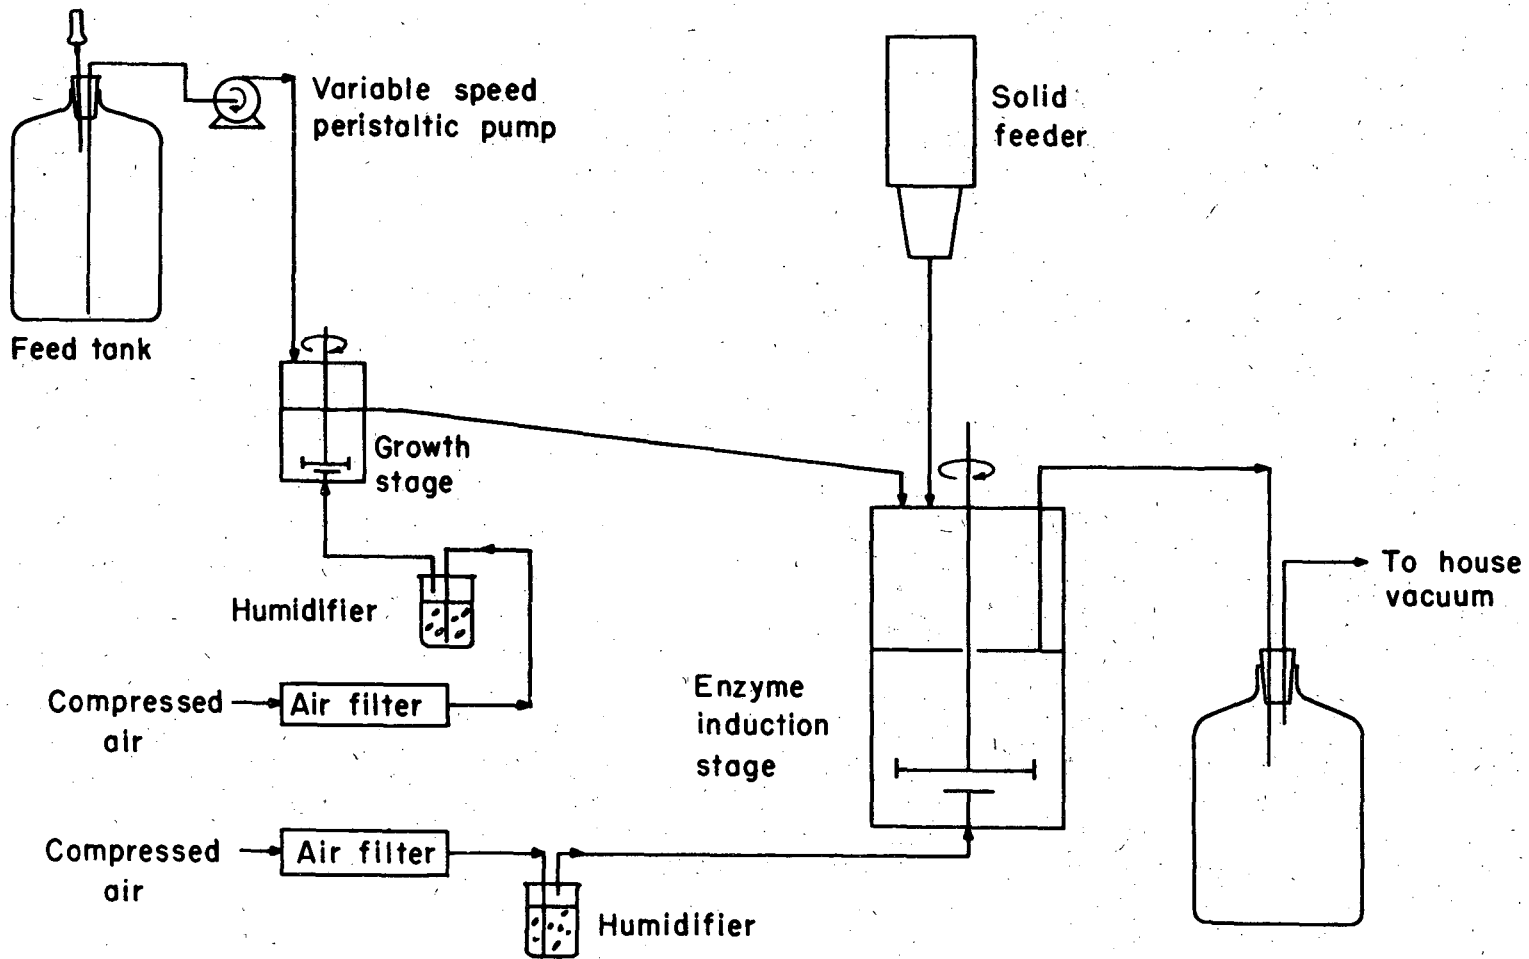 Variable speed
peristaltic pump
Solid
feeder
Feed tank
Growth
stage
To house
vacuum
Humidifier
Enzyme
induction
stage
Compressed
air
Air filter
Compressed
air
Air filter
Humidifier